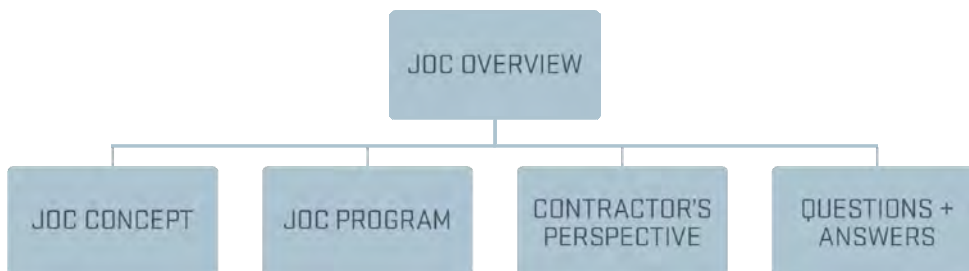 JOC OVERVIEW
JOC CONCEPT
JOC PROGRAM
CONTRACTOR'S
PERSPECTIVE
QUESTIONS +
ANSWERS